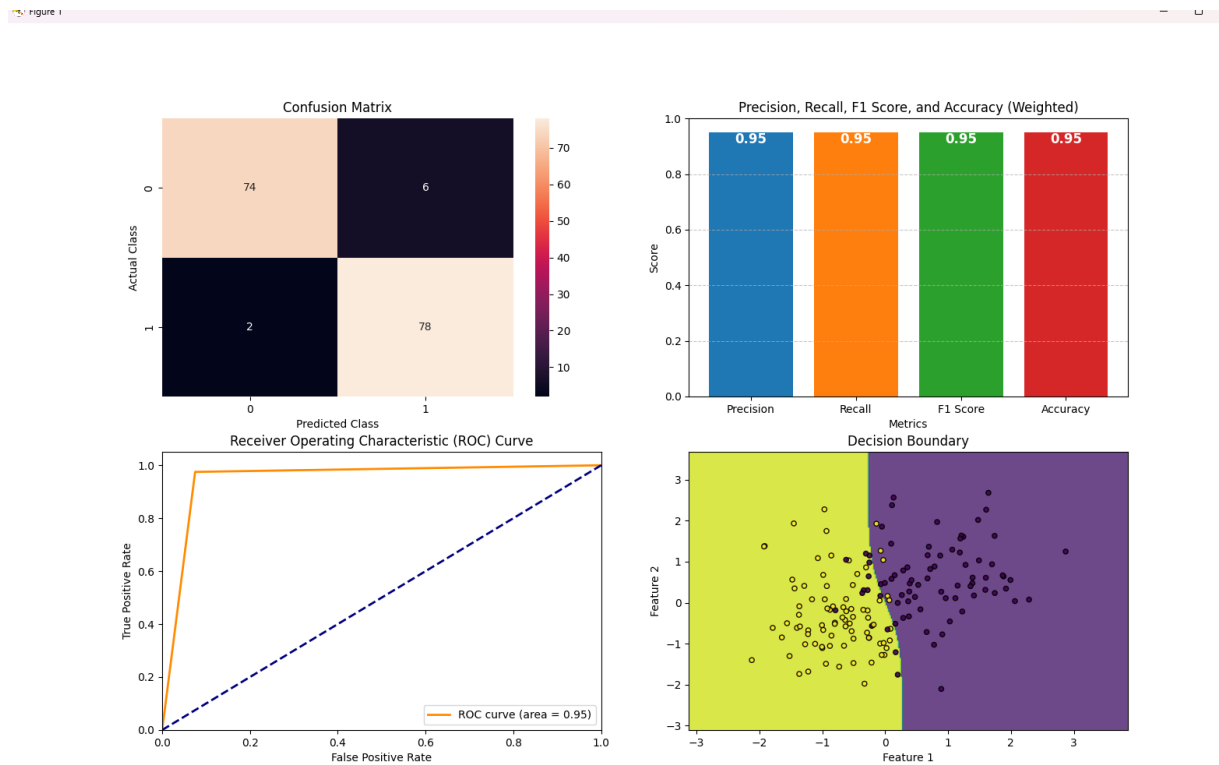 Figure 1
Confusion Matrix
Actual Class
0
1
74
6
2
78
0
1
Predicted Class
70
60
50
40
30
20
10
Precision, Recall, F1 Score, and Accuracy (Weighted)
Score
1.0
0.8
0.6
0.4
0.2
0.0
0.95
0.95
0.95
0.95
Precision
Recall
F1 Score
Accuracy
Metrics
Receiver Operating Characteristic (ROC) Curve
True Positive Rate
1.0
0.8
0.6
0.4
0.2
0.0
ROC curve (area = 0.95)
0.0
0.2
0.4
0.6
0.8
1.0
False Positive Rate
Decision Boundary
Feature 2
3
2
1
0
−1
−2
−3
−3
−2
−1
0
1
2
3
Feature 1